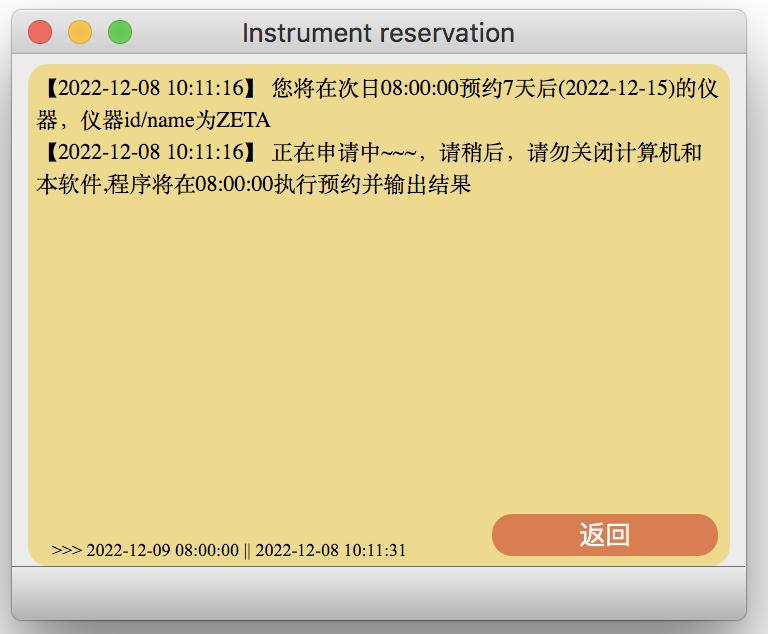 Instrument reservation
【2022-12-08 10:11:16】 您将在次日08:00:00预约7天后(2022-12-15)的仪
器，仪器id/name为ZETA
【2022-12-08 10:11:16】 正在申请中~~~，请稍后，请勿关闭计算机和
本软件,程序将在08:00:00执行预约并输出结果
返回
>>> 2022-12-09 08:00:00 || 2022-12-08 10:11:31